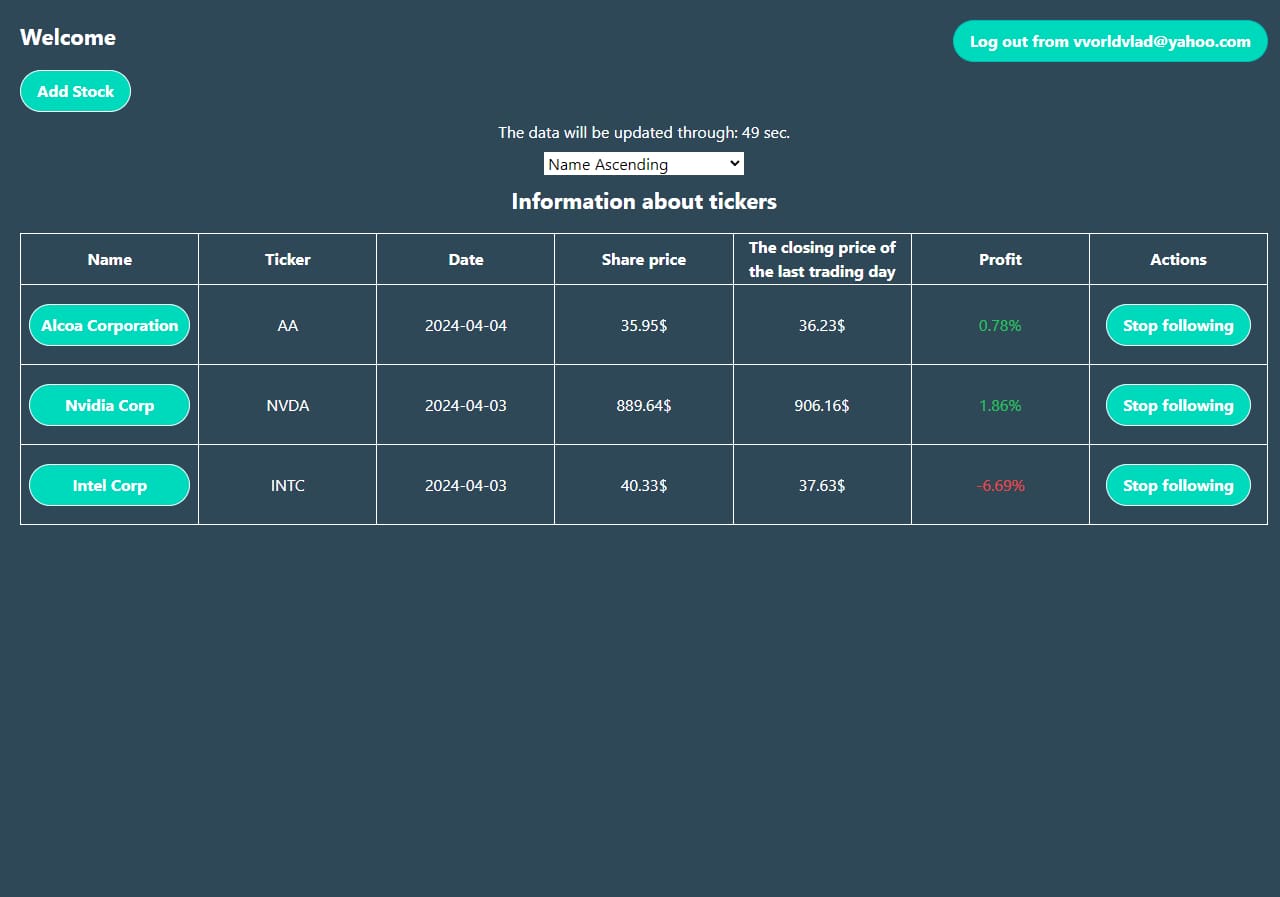 Welcome
Log out from vvorldvlad@yahoo.com
Add Stock
The data will be updated through: 49 sec.
Name Ascending
Information about tickers
Name Ticker Date Share price The closing price of the last trading day Profit Actions
Alcoa Corporation AA 2024-04-04 35.95$ 36.23$ 0.78% Stop following
Nvidia Corp NVDA 2024-04-03 889.64$ 906.16$ 1.86% Stop following
Intel Corp INTC 2024-04-03 40.33$ 37.63$ -6.69% Stop following